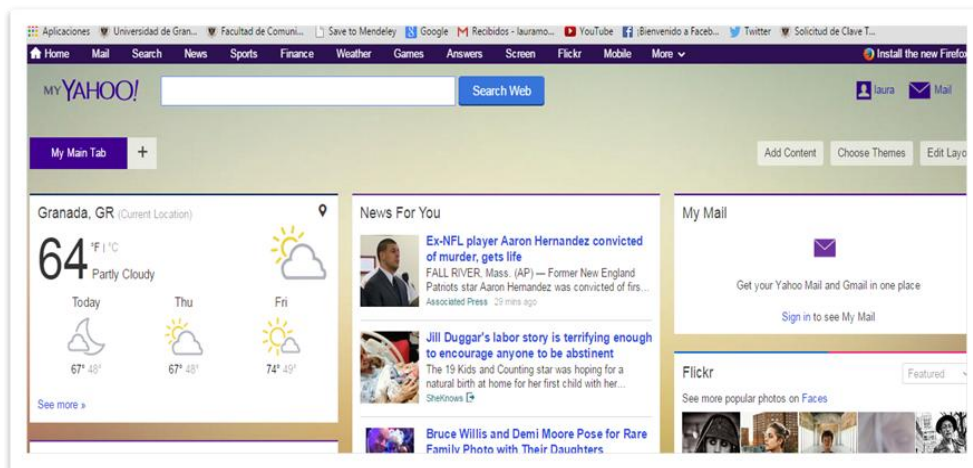 Aplicaciones Universidad de Gran... Facultad de Comuni... Save to Mendeley Google Recibidos - lauramo... YouTube ¡Bienvenido a Faceb... Twitter Solicitud de Clave T...
Home Mail Search News Sports Finance Weather Games Answers Screen Flickr Mobile More Install the new Firefox
MY YAHOO! Search Web laura Mail
My Main Tab + Add Content Choose Themes Edit Layo
Granada, GR (Current Location)
64 °F | °C
Partly Cloudy
Today Thu Fri
67° 48° 67° 48° 74° 49°
See more »
News For You
Ex-NFL player Aaron Hernandez convicted
of murder, gets life
FALL RIVER, Mass. (AP) — Former New England
Patriots star Aaron Hernandez was convicted of firs...
Associated Press 29 mins ago
Jill Duggar's labor story is terrifying enough
to encourage anyone to be abstinent
The 19 Kids and Counting star was hoping for a
natural birth at home for her first child with her...
SheKnows
Bruce Willis and Demi Moore Pose for Rare
Family Photo with Their Daughters
My Mail
Get your Yahoo Mail and Gmail in one place
Sign in to see My Mail
Flickr Featured
See more popular photos on Faces